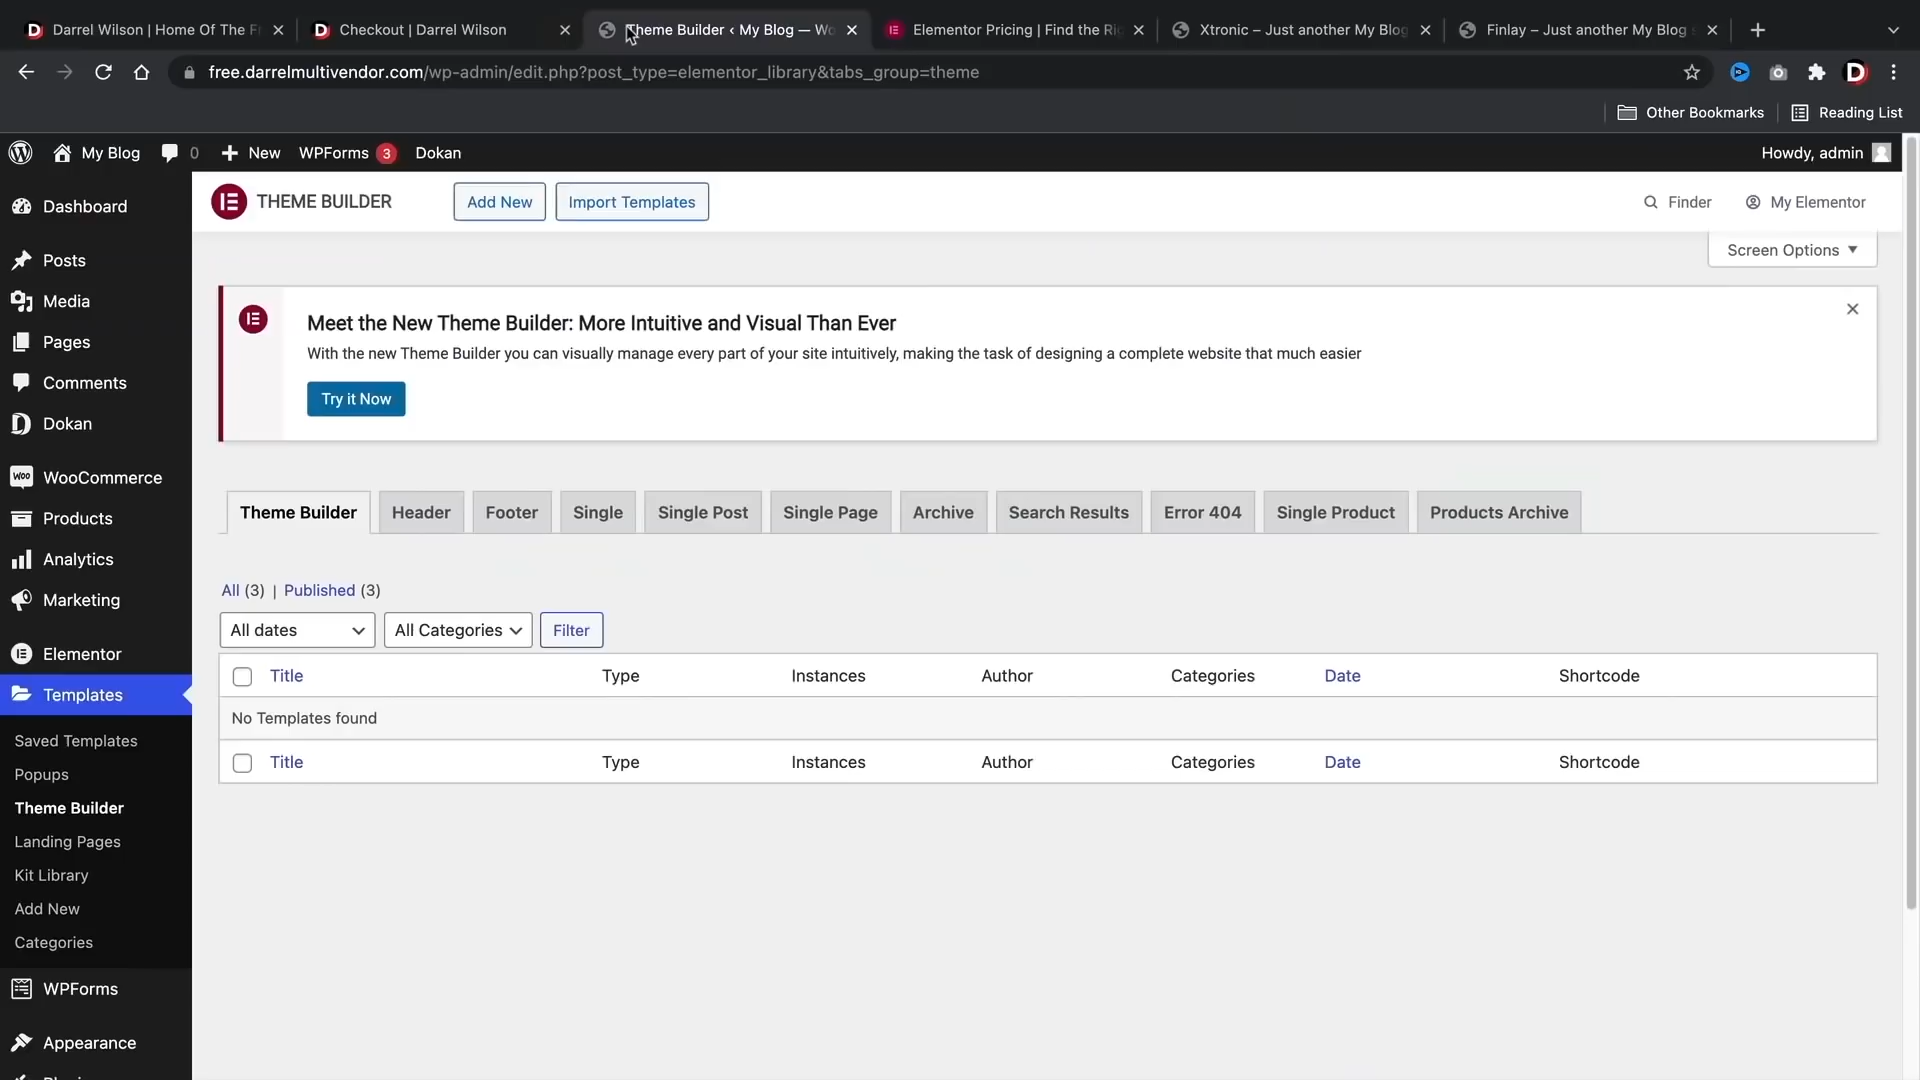 Darrel Wilson | Home Of The F
Checkout | Darrel Wilson
Theme Builder ‹ My Blog — Wo
Elementor Pricing | Find the Rig
Xtronic – Just another My Blog
Finlay – Just another My Blog s
free.darrelmultivendor.com/wp-admin/edit.php?post_type=elementor_library&tabs_group=theme
Other Bookmarks
Reading List
My Blog
0
New
WPForms 3
Dokan
Howdy, admin
Dashboard
Posts
Media
Pages
Comments
Dokan
WooCommerce
Products
Analytics
Marketing
Elementor
Templates
Saved Templates
Popups
Theme Builder
Landing Pages
Kit Library
Add New
Categories
WPForms
Appearance
THEME BUILDER
Add New
Import Templates
Finder
My Elementor
Screen Options
Meet the New Theme Builder: More Intuitive and Visual Than Ever
With the new Theme Builder you can visually manage every part of your site intuitively, making the task of designing a complete website that much easier
Try it Now
Theme Builder
Header
Footer
Single
Single Post
Single Page
Archive
Search Results
Error 404
Single Product
Products Archive
All (3) | Published (3)
All dates
All Categories
Filter
Title Type Instances Author Categories Date Shortcode
No Templates found
Title Type Instances Author Categories Date Shortcode